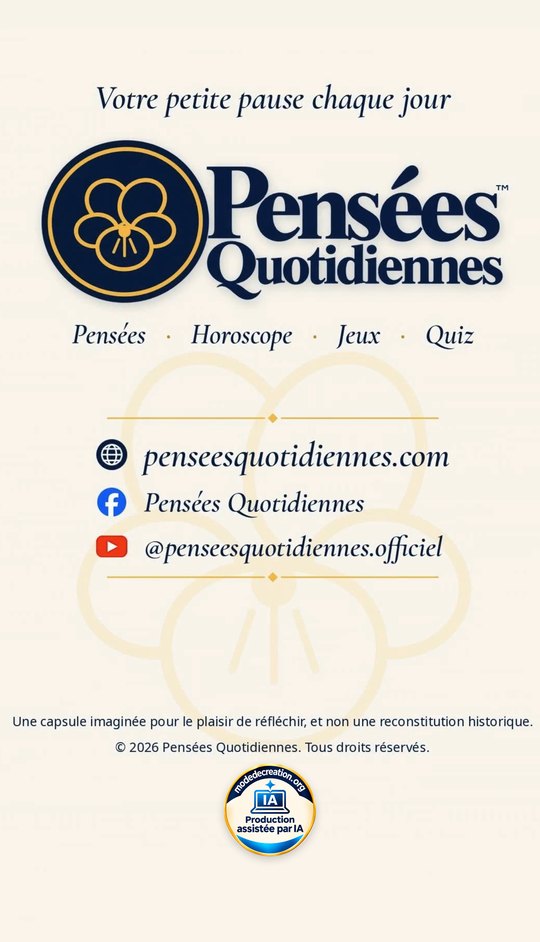 Votre petite pause chaque jour
Pensées™
Quotidiennes
Pensées · Horoscope · Jeux · Quiz
penseesquotidiennes.com
Pensées Quotidiennes
@penseesquotidiennes.officiel
Une capsule imaginée pour le plaisir de réfléchir, et non une reconstitution historique.
© 2026 Pensées Quotidiennes. Tous droits réservés.
modedecreation.org
IA
Production
assistée par IA